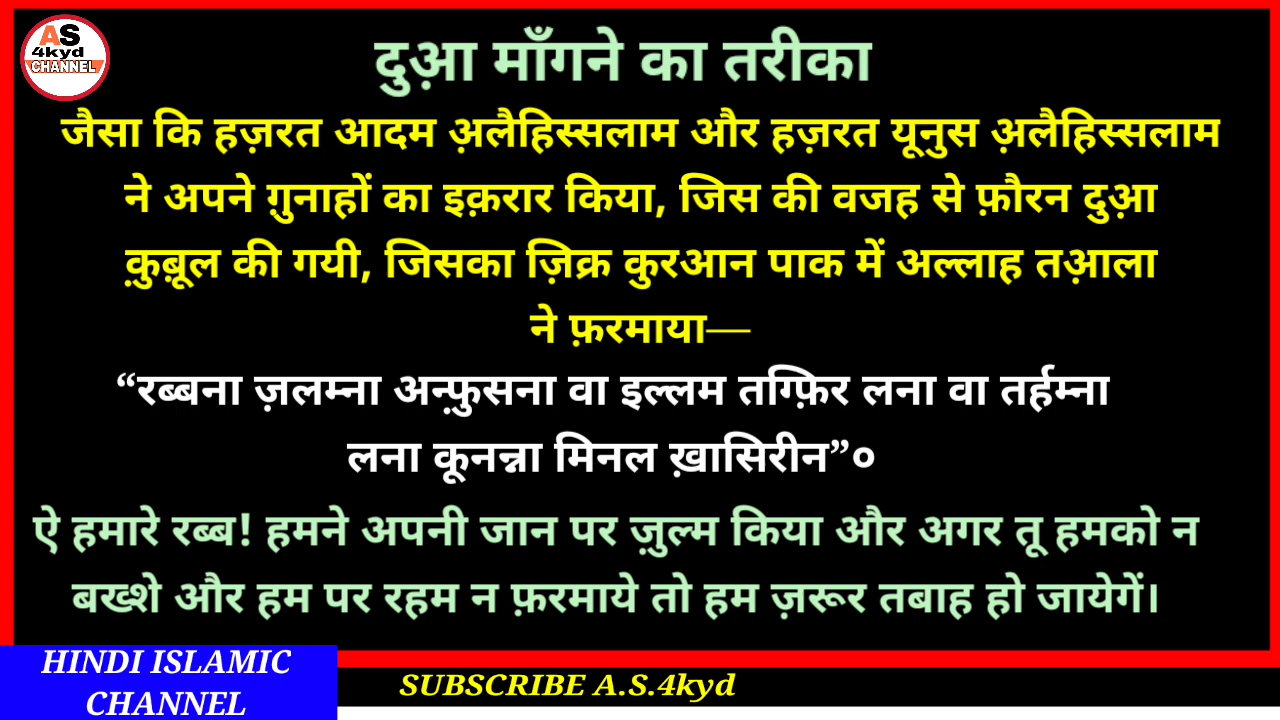 AS
4kyd
CHANNEL
दुआ़ माँगने का तरीका
जैसा कि हज़रत आदम अ़लैहिस्सलाम और हज़रत यूनुस अ़लैहिस्सलाम
ने अपने गुनाहों का इक़रार किया, जिस की वजह से फ़ौरन दुआ़
कुबूल की गयी, जिसका ज़िक्र कुरआन पाक में अल्लाह तआ़ला
ने फ़रमाया—
“रब्बना ज़लम्ना अन्फुसना वा इल्लम तग्फ़िर लना वा तर्हम्ना
लना कूनन्ना मिनल ख़ासिरीन”०
ऐ हमारे रब्ब! हमने अपनी जान पर ज़ुल्म किया और अगर तू हमको न
बख्शे और हम पर रहम न फ़रमाये तो हम ज़रूर तबाह हो जायेगें।
HINDI ISLAMIC
CHANNEL
SUBSCRIBE A.S.4kyd